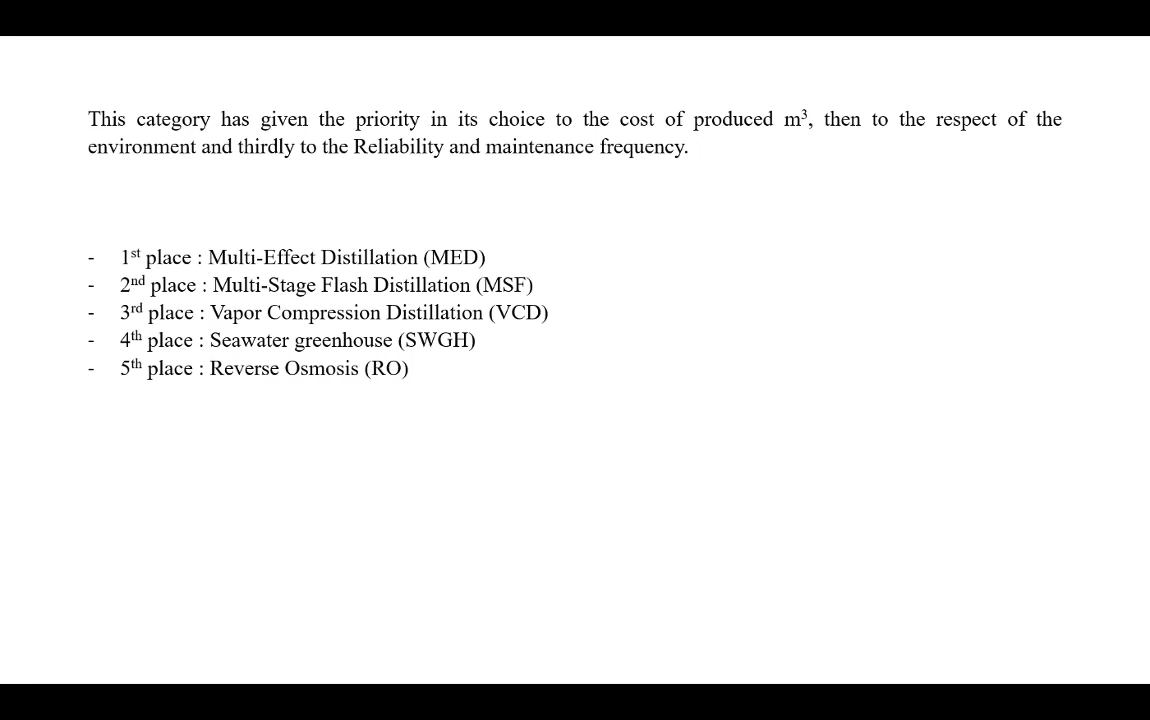 This category has given the priority in its choice to the cost of produced m³, then to the respect of the
environment and thirdly to the Reliability and maintenance frequency.
- 1st place : Multi-Effect Distillation (MED)
- 2nd place : Multi-Stage Flash Distillation (MSF)
- 3rd place : Vapor Compression Distillation (VCD)
- 4th place : Seawater greenhouse (SWGH)
- 5th place : Reverse Osmosis (RO)